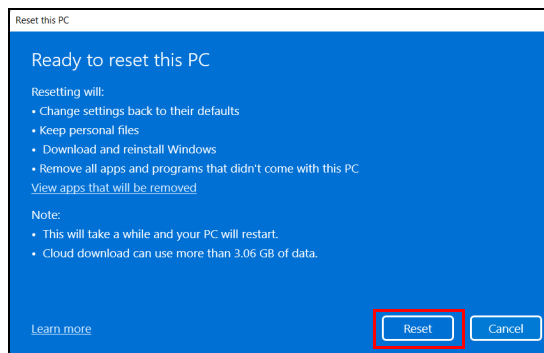 Reset this PC
Ready to reset this PC
Resetting will:
• Change settings back to their defaults
• Keep personal files
• Download and reinstall Windows
• Remove all apps and programs that didn't come with this PC
View apps that will be removed
Note:
• This will take a while and your PC will restart.
• Cloud download can use more than 3.06 GB of data.
Learn more
Reset
Cancel